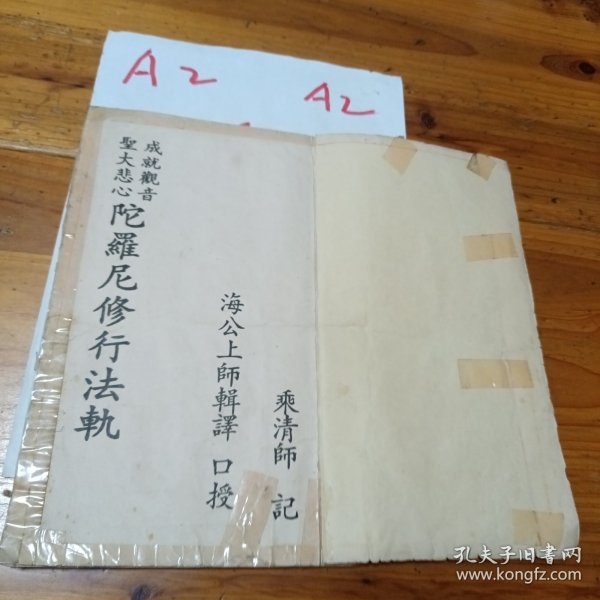 A2
A2
成就觀音
聖大悲心
陀羅尼修行法軌
海公上師輯譯 口授
乘清師 記
孔夫子旧書网
www.kongfz.com